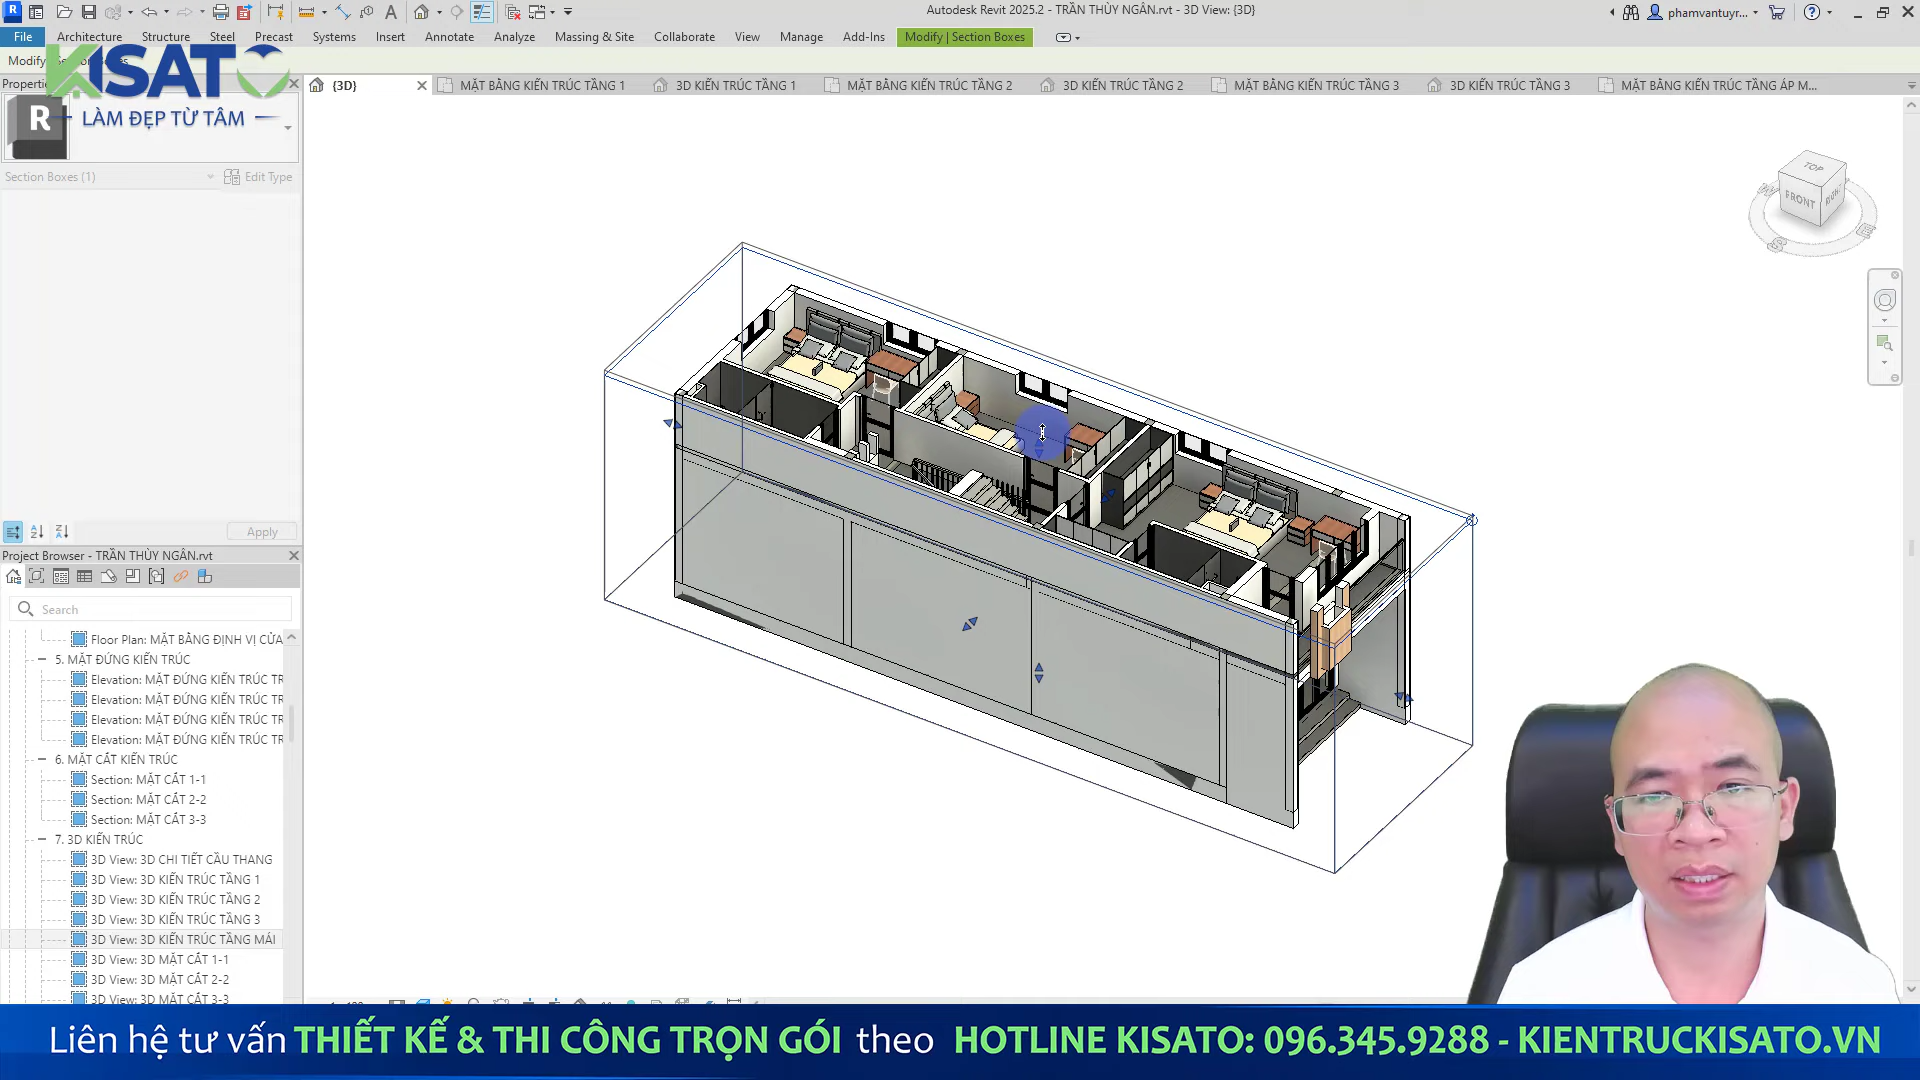 Autodesk Revit 2025.2 - TRẦN THÙY NGÂN.rvt - 3D View: {3D}
phamvantuyr...
File Architecture Structure Steel Precast Systems Insert Annotate Analyze Massing & Site Collaborate View Manage Add-Ins Modify | Section Boxes
KISATO
LÀM ĐẸP TỪ TÂM
R
{3D}
MẶT BẰNG KIẾN TRÚC TẦNG 1
3D KIẾN TRÚC TẦNG 1
MẶT BẰNG KIẾN TRÚC TẦNG 2
3D KIẾN TRÚC TẦNG 2
MẶT BẰNG KIẾN TRÚC TẦNG 3
3D KIẾN TRÚC TẦNG 3
MẶT BẰNG KIẾN TRÚC TẦNG ÁP M...
Section Boxes (1)
Edit Type
TOP
FRONT
S
E
Apply
Project Browser - TRẦN THÙY NGÂN.rvt
Search
Floor Plan: MẶT BẰNG ĐỊNH VỊ CỬA
5. MẶT ĐỨNG KIẾN TRÚC
Elevation: MẶT ĐỨNG KIẾN TRÚC TR
Elevation: MẶT ĐỨNG KIẾN TRÚC TR
Elevation: MẶT ĐỨNG KIẾN TRÚC TR
Elevation: MẶT ĐỨNG KIẾN TRÚC TR
6. MẶT CẮT KIẾN TRÚC
Section: MẶT CẮT 1-1
Section: MẶT CẮT 2-2
Section: MẶT CẮT 3-3
7. 3D KIẾN TRÚC
3D View: 3D CHI TIẾT CẦU THANG
3D View: 3D KIẾN TRÚC TẦNG 1
3D View: 3D KIẾN TRÚC TẦNG 2
3D View: 3D KIẾN TRÚC TẦNG 3
3D View: 3D KIẾN TRÚC TẦNG MÁI
3D View: 3D MẶT CẮT 1-1
3D View: 3D MẶT CẮT 2-2
3D View: 3D MẶT CẮT 3-3
Liên hệ tư vấn THIẾT KẾ & THI CÔNG TRỌN GÓI theo HOTLINE KISATO: 096.345.9288 - KIENTRUCKISATO.VN